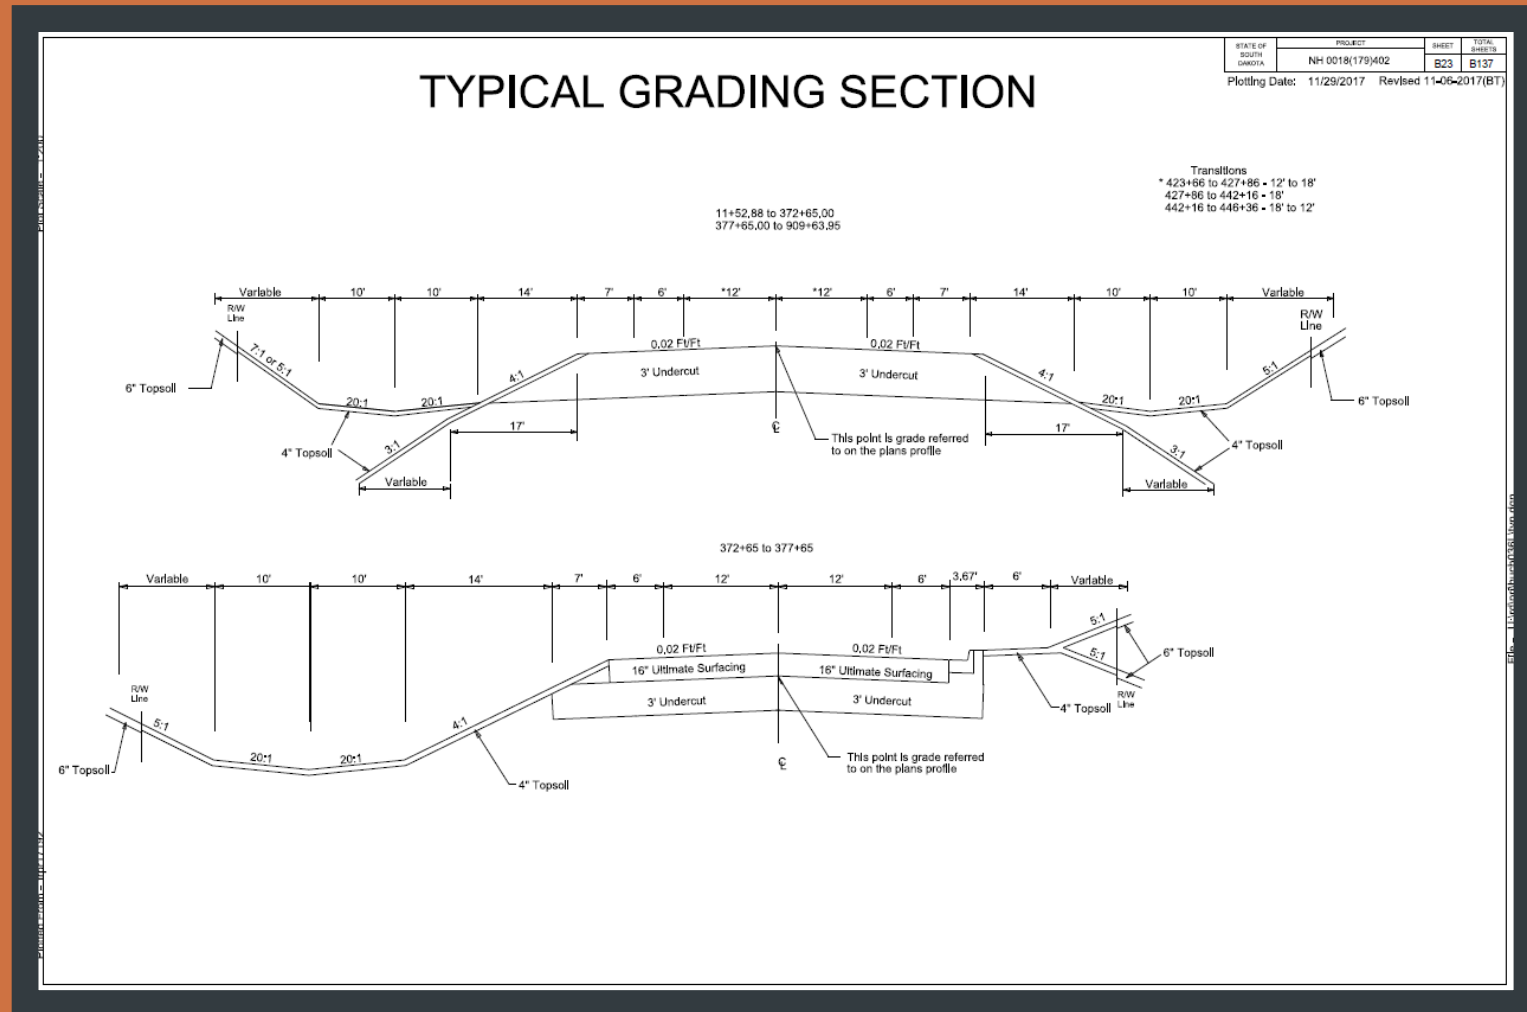 STATE OF SOUTH DAKOTA
PROJECT
NH 0018(179)402
SHEET
B23
TOTAL SHEETS
B137
Plotting Date: 11/29/2017 Revised 11-06-2017(BT)
TYPICAL GRADING SECTION
Transitions
* 423+66 to 427+86 - 12' to 18'
427+86 to 442+16 - 18'
442+16 to 446+36 - 18' to 12'
11+52.88 to 372+65.00
377+65.00 to 909+63.95
Variable 10' 10' 14' 7' 6' *12' *12' 6' 7' 14' 10' 10' Variable
R/W
Line
R/W
Line
0.02 Ft/Ft 0.02 Ft/Ft
7:1 or 5:1 4:1 3' Undercut 3' Undercut 4:1 5:1
6" Topsoil
20:1 20:1 20:1 20:1
6" Topsoil
17' 17'
This point is grade referred
to on the plans profile
4" Topsoil 3:1 3:1 4" Topsoil
Variable Variable
372+65 to 377+65
Variable 10' 10' 14' 7' 6' 12' 12' 6' 3.67' 6' Variable
5:1
0.02 Ft/Ft 0.02 Ft/Ft
5:1
6" Topsoil
16" Ultimate Surfacing 16" Ultimate Surfacing
R/W
Line
R/W
Line
3' Undercut 3' Undercut
4" Topsoil
5:1 4:1
20:1 20:1
6" Topsoil
This point is grade referred
to on the plans profile
4" Topsoil